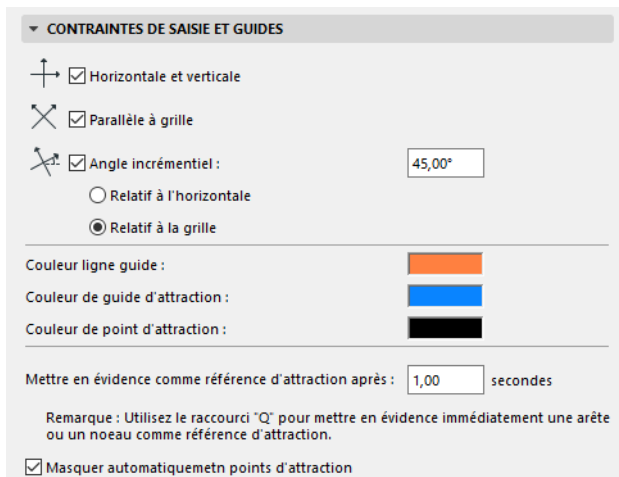 CONTRAINTES DE SAISIE ET GUIDES
Horizontale et verticale
Parallèle à grille
Angle incrémentiel : 45,00°
Relatif à l'horizontale
Relatif à la grille
Couleur ligne guide :
Couleur de guide d'attraction :
Couleur de point d'attraction :
Mettre en évidence comme référence d'attraction après : 1,00 secondes
Remarque : Utilisez le raccourci "Q" pour mettre en évidence immédiatement une arête
ou un noeau comme référence d'attraction.
Masquer automatiquemetn points d'attraction